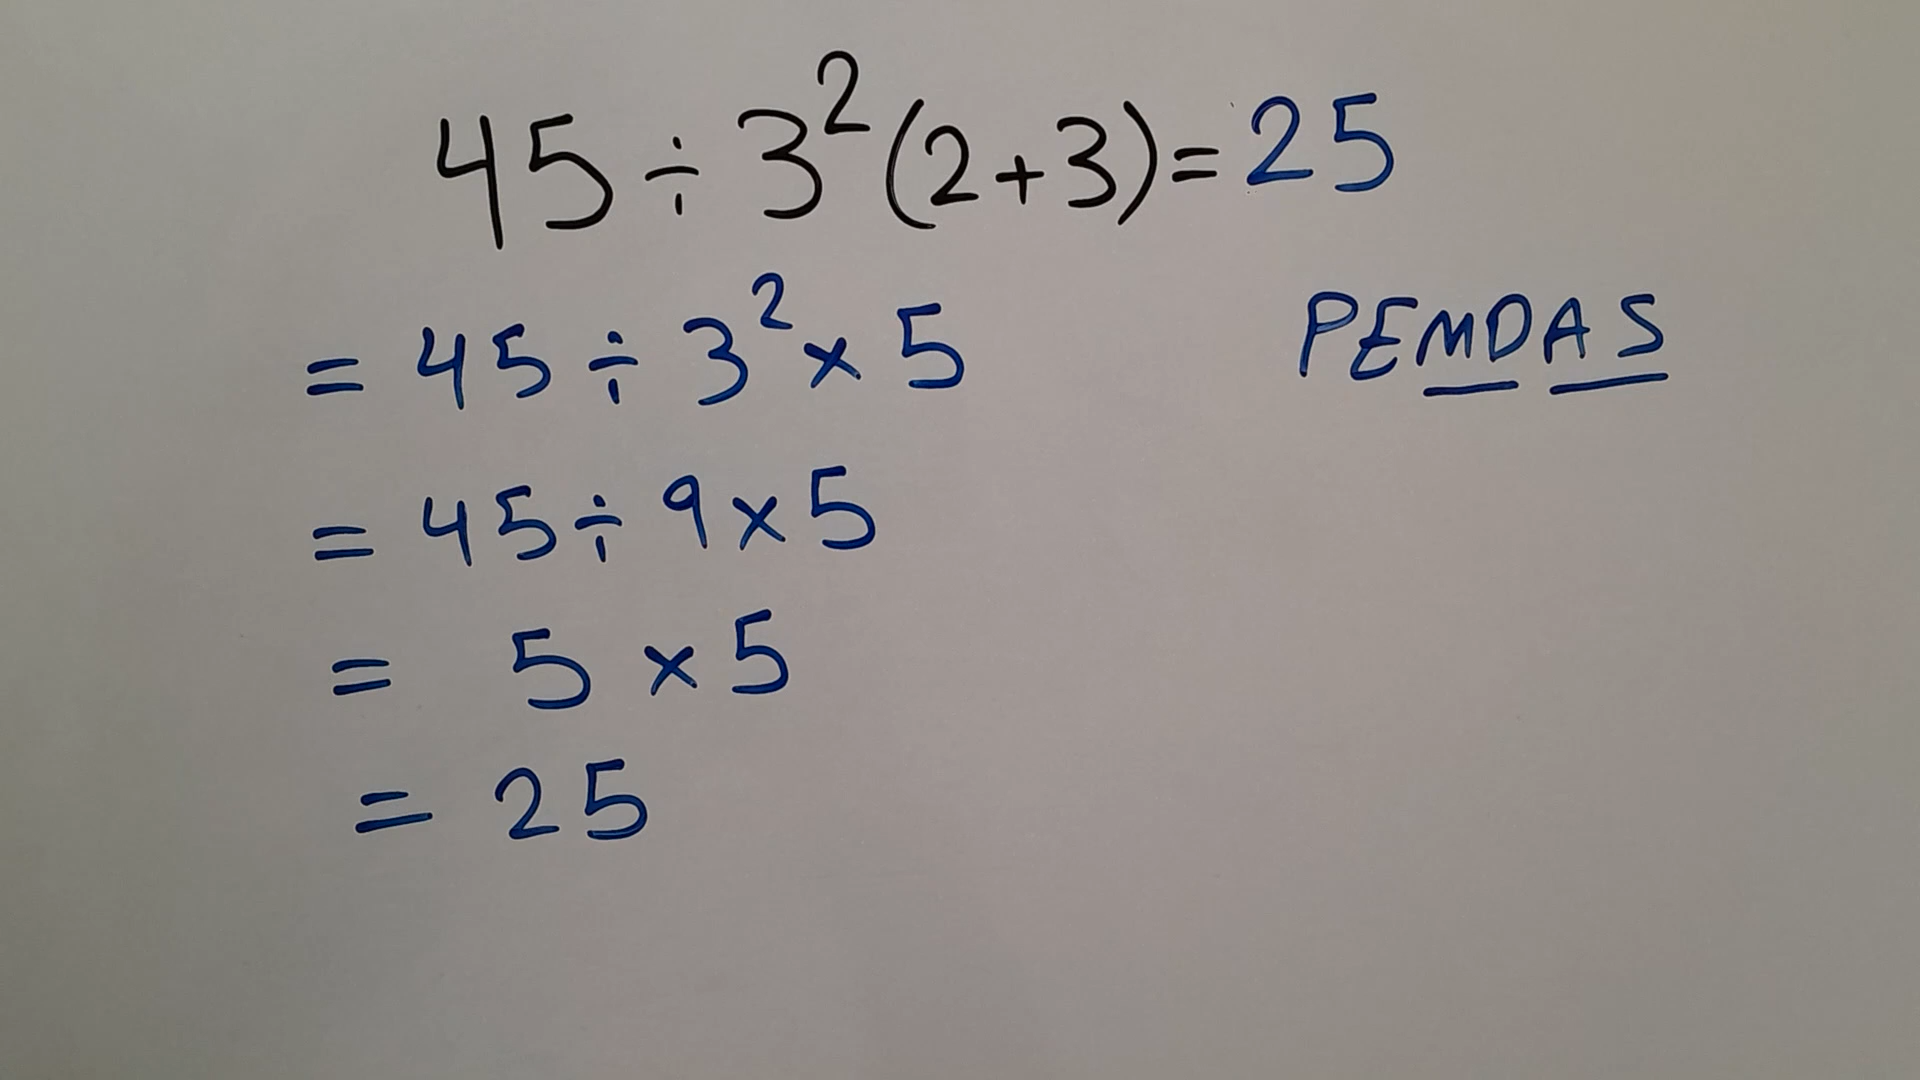 45 ÷ 3²(2+3) = 25
= 45 ÷ 3² × 5
PEMDAS
= 45 ÷ 9 × 5
= 5 × 5
= 25